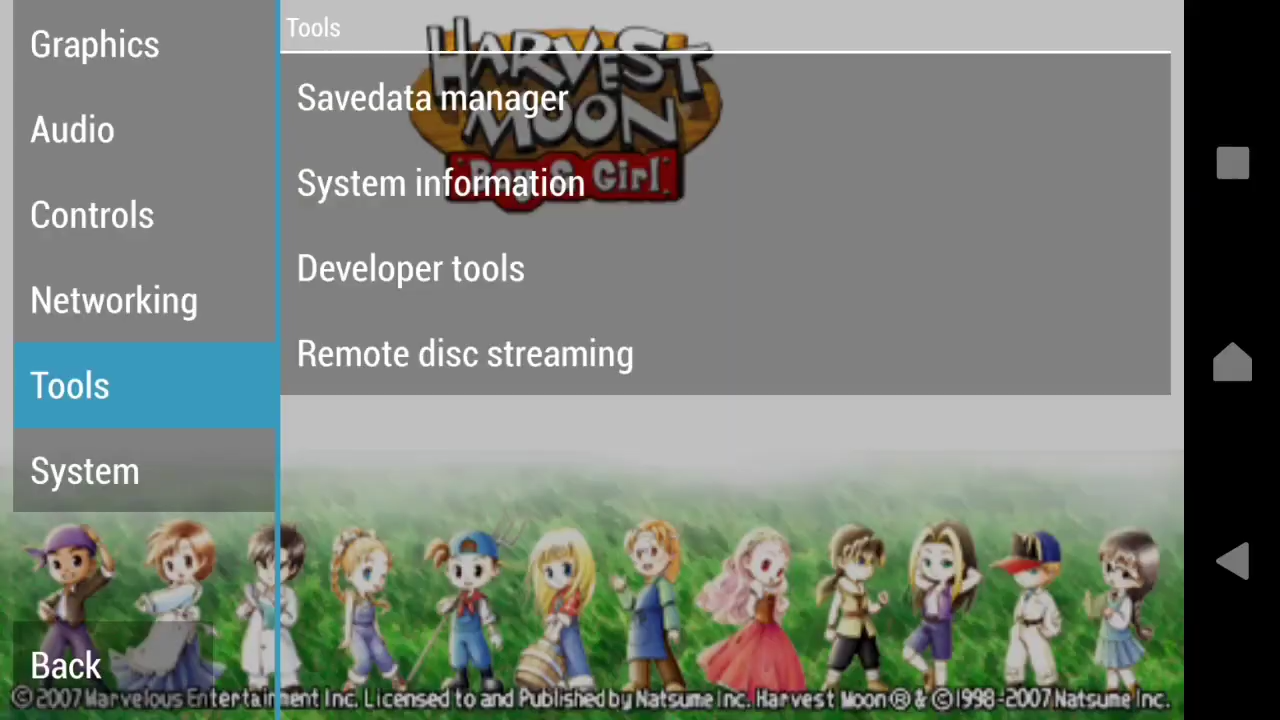 Graphics
Audio
Controls
Networking
Tools
System
Back
Tools
HARVEST
MOON
Boy & Girl
Savedata manager
System information
Developer tools
Remote disc streaming
©2007 Marvelous Entertainment Inc. Licensed to and Published by Natsume Inc. Harvest Moon® & ©1998-2007 Natsume Inc.